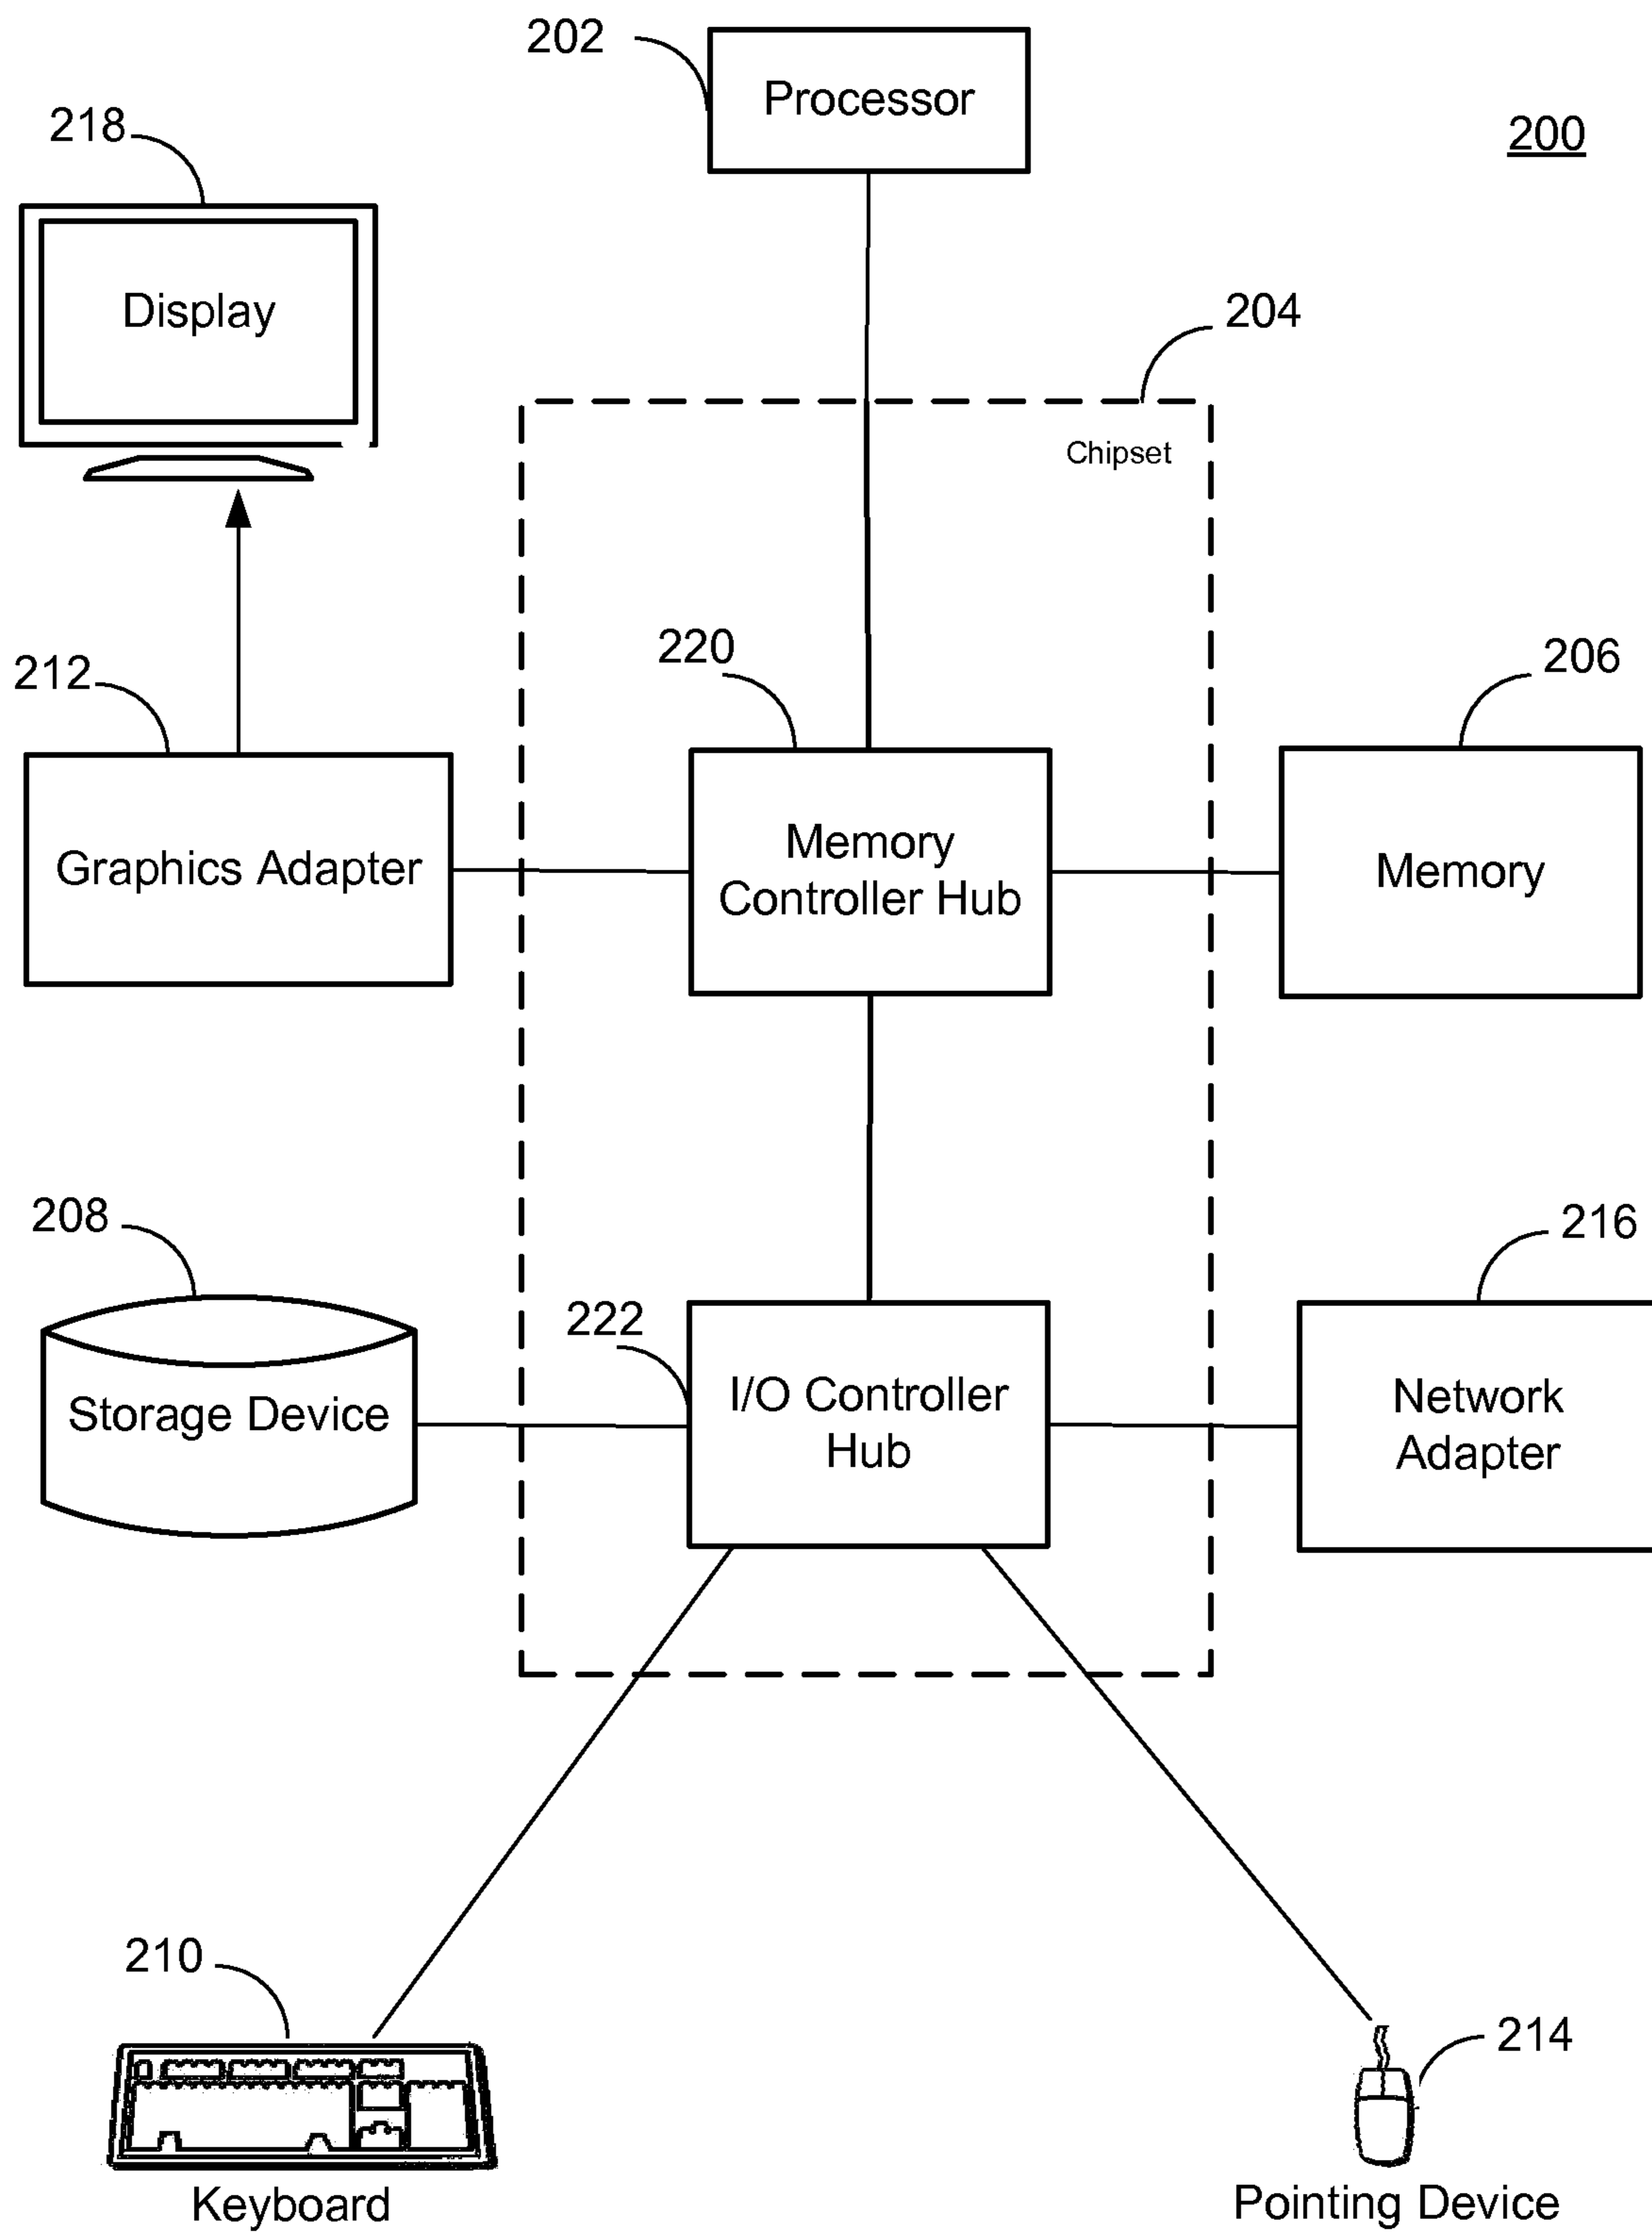 202
Processor
200
218
Display
204
Chipset
220
206
212
Memory
Controller Hub
Graphics Adapter
Memory
208
216
222
I/O Controller
Hub
Storage Device
Network
Adapter
210
214
Keyboard
Pointing Device